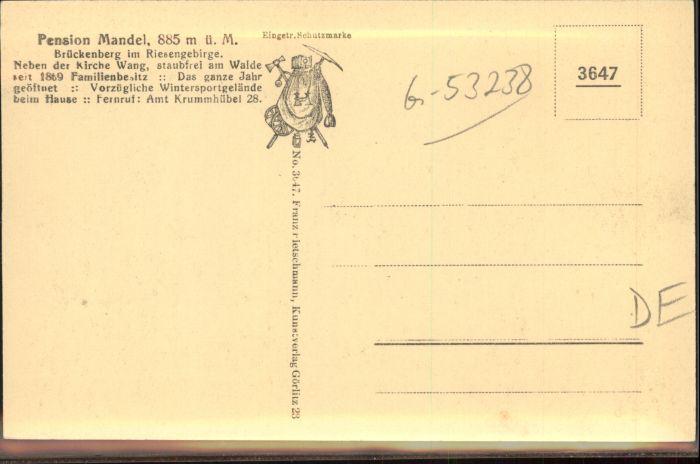 Pension Mandel, 885 m ü. M.
Brückenberg im Riesengebirge.
Neben der Kirche Wang, staubfrei am Walde
seit 1869 Familienbesitz :: Das ganze Jahr
geöffnet :: Vorzügliche Wintersportgelände
beim Hause :: Fernruf: Amt Krummhübel 28.
Eingetr. Schutzmarke
3647
G-53238
No. 3647. Franz Pietschmann, Kunstverlag Görlitz 23
DE